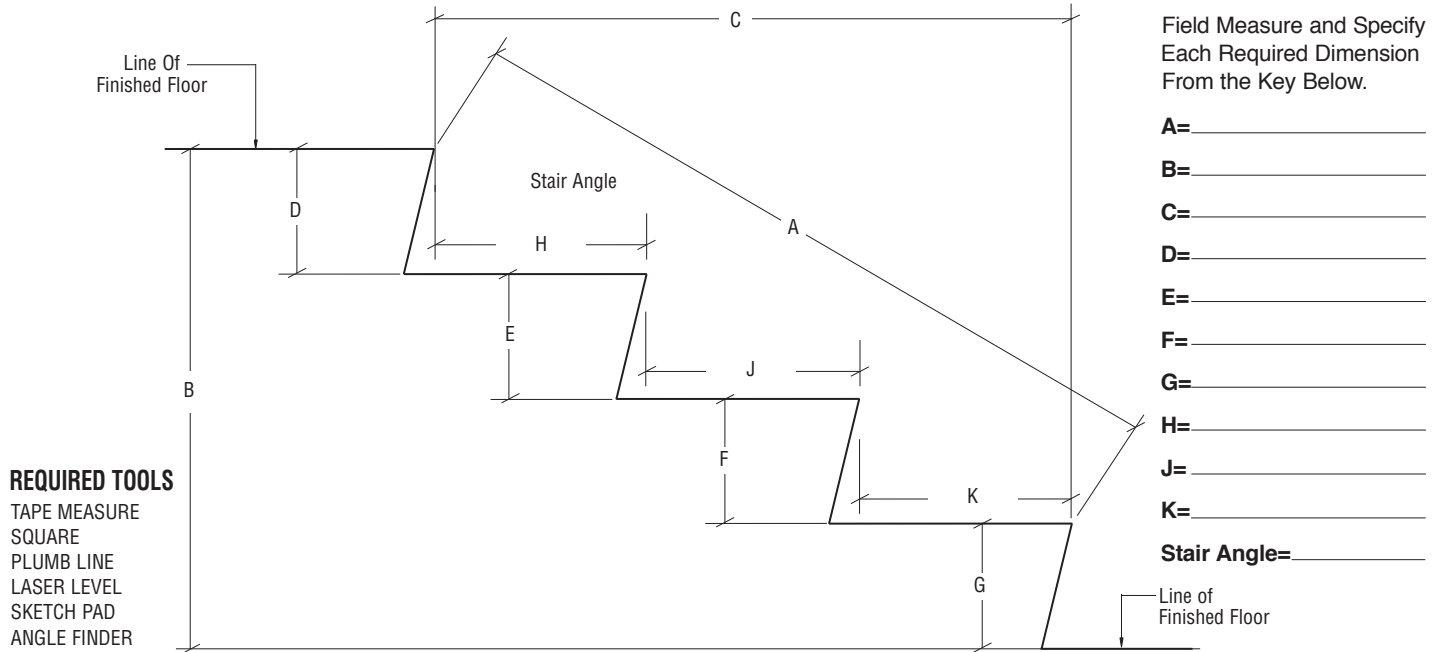 C
Line Of
Finished Floor
Stair Angle
D
H
A
E
J
B
F
K
G
Line of
Finished Floor
REQUIRED TOOLS
TAPE MEASURE
SQUARE
PLUMB LINE
LASER LEVEL
SKETCH PAD
ANGLE FINDER
Field Measure and Specify
Each Required Dimension
From the Key Below.
A=
B=
C=
D=
E=
F=
G=
H=
J=
K=
Stair Angle=